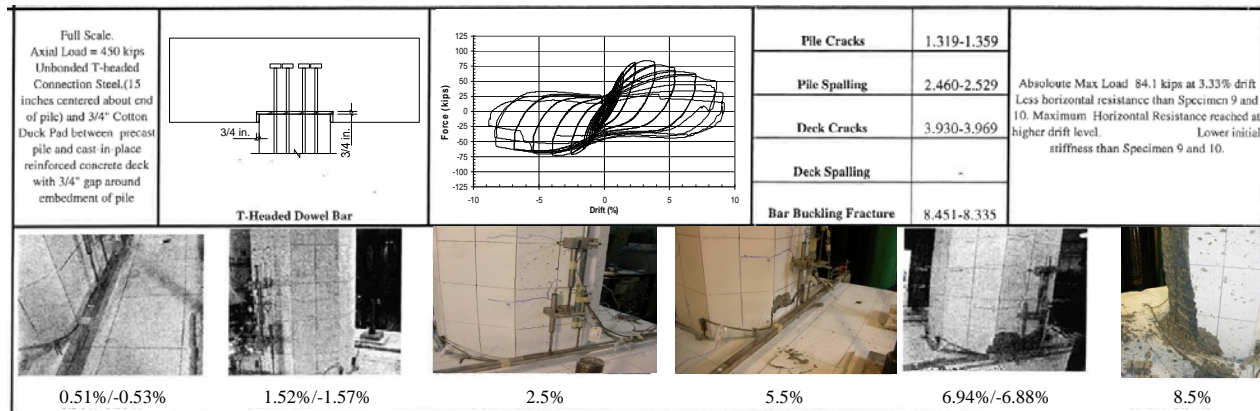 Full Scale.
Axial Load = 450 kips
Unbonded T-headed
Connection Steel.(15
inches centered about end
of pile) and 3/4" Cotton
Duck Pad between precast
pile and cast-in-place
reinforced concrete deck
with 3/4" gap around
embedment of pile
3/4 in.
3/4 in.
T-Headed Dowel Bar
Force (kips)
125
100
75
50
25
0
-25
-50
-75
-100
-125
-10 -5 0 5 10
Drift (%)
Pile Cracks 1.319-1.359
Pile Spalling 2.460-2.529
Deck Cracks 3.930-3.969
Deck Spalling -
Bar Buckling Fracture 8.451-8.335
Absoloute Max Load 84.1 kips at 3.33% drift
Less horizontal resistance than Specimen 9 and
10. Maximum Horizontal Resistance reached at
higher drift level. Lower initial
stiffness than Specimen 9 and 10.
0.51%/-0.53% 1.52%/-1.57% 2.5% 5.5% 6.94%/-6.88% 8.5%